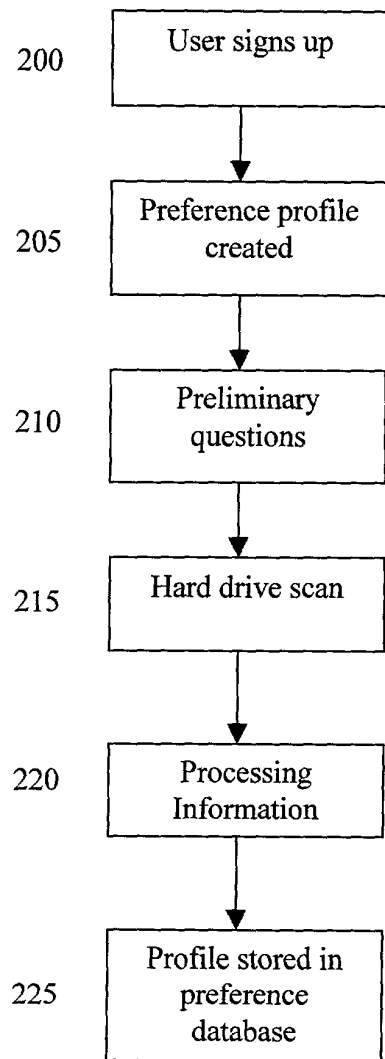 200
User signs up
205
Preference profile
created
210
Preliminary
questions
215
Hard drive scan
220
Processing
Information
225
Profile stored in
preference
database